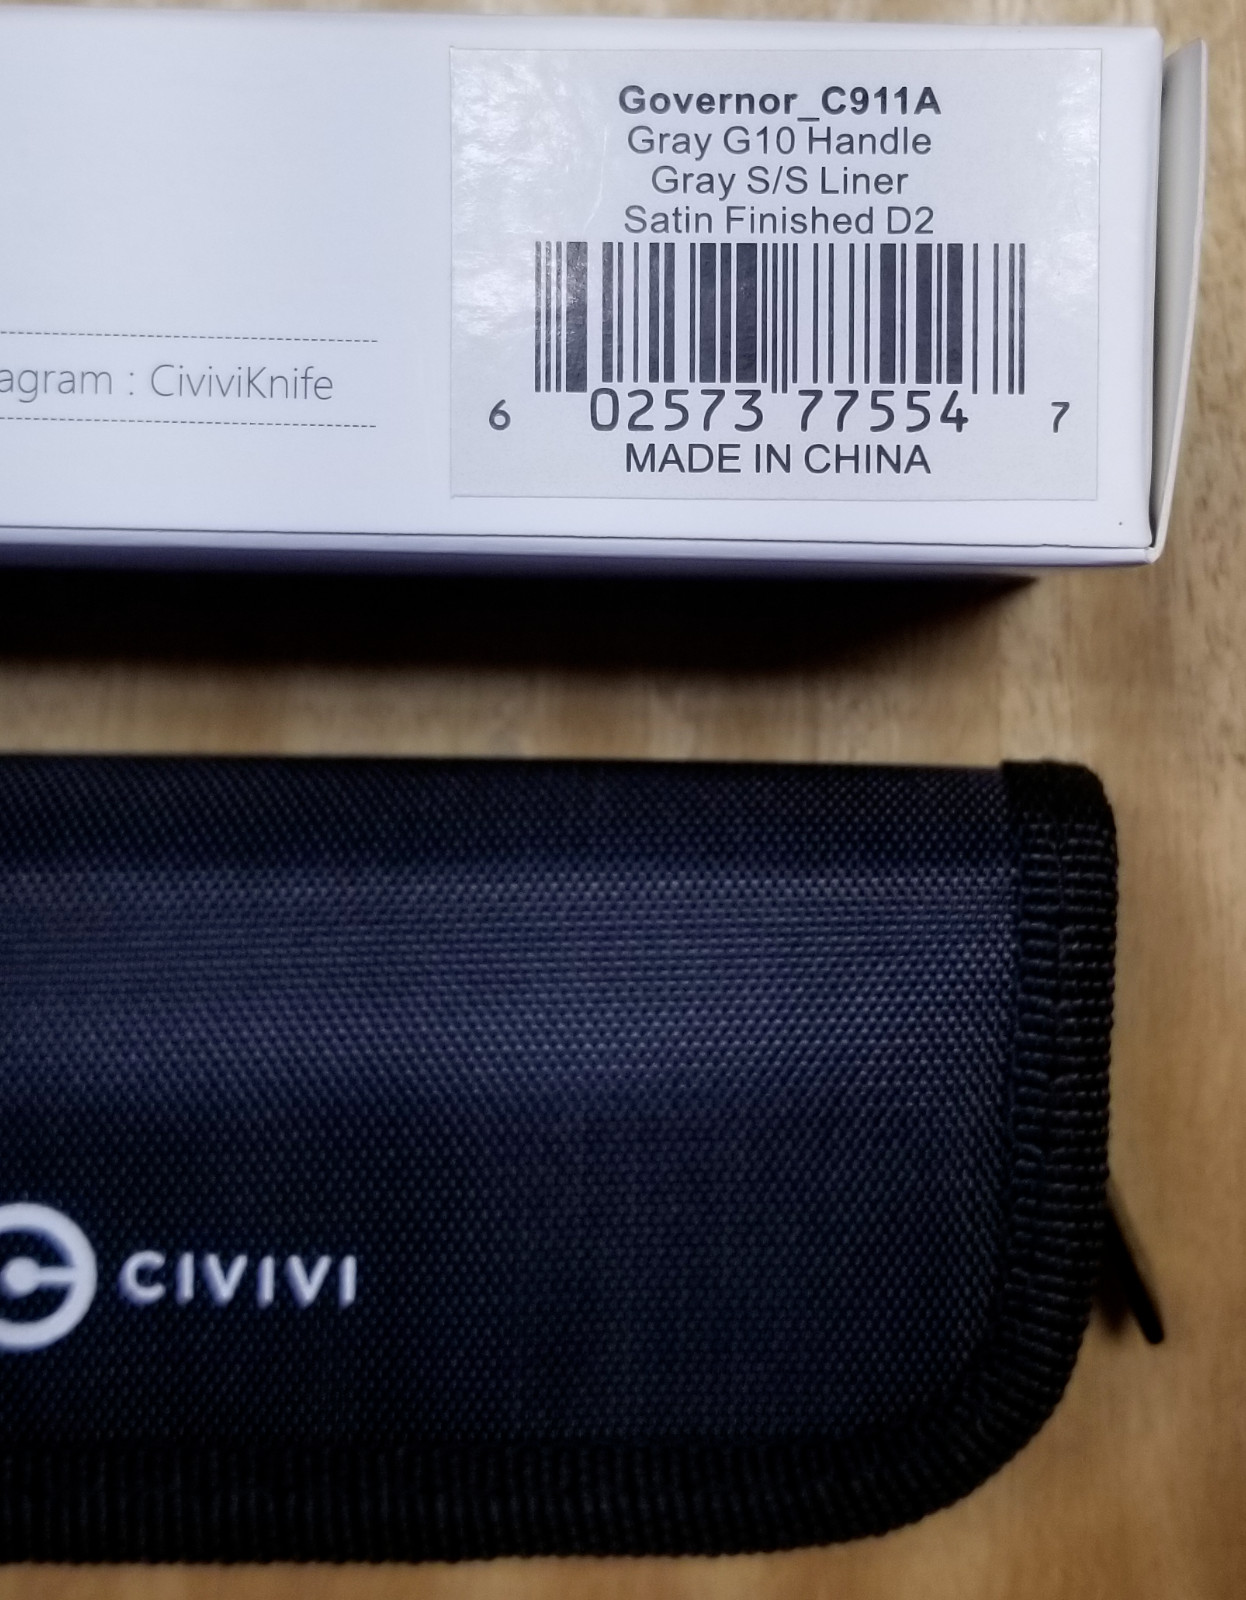 Governor_C911A
Gray G10 Handle
Gray S/S Liner
Satin Finished D2
6 02573 77554 7
MADE IN CHINA
agram : CiviviKnife
CIVIVI